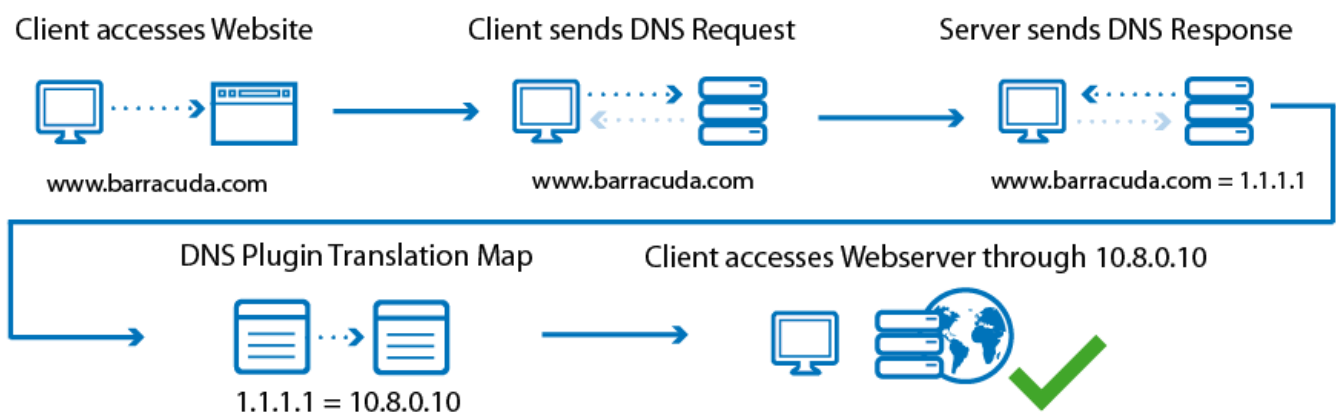 Client accesses Website
Client sends DNS Request
Server sends DNS Response
www.barracuda.com
www.barracuda.com
www.barracuda.com = 1.1.1.1
DNS Plugin Translation Map
Client accesses Webserver through 10.8.0.10
1.1.1.1 = 10.8.0.10